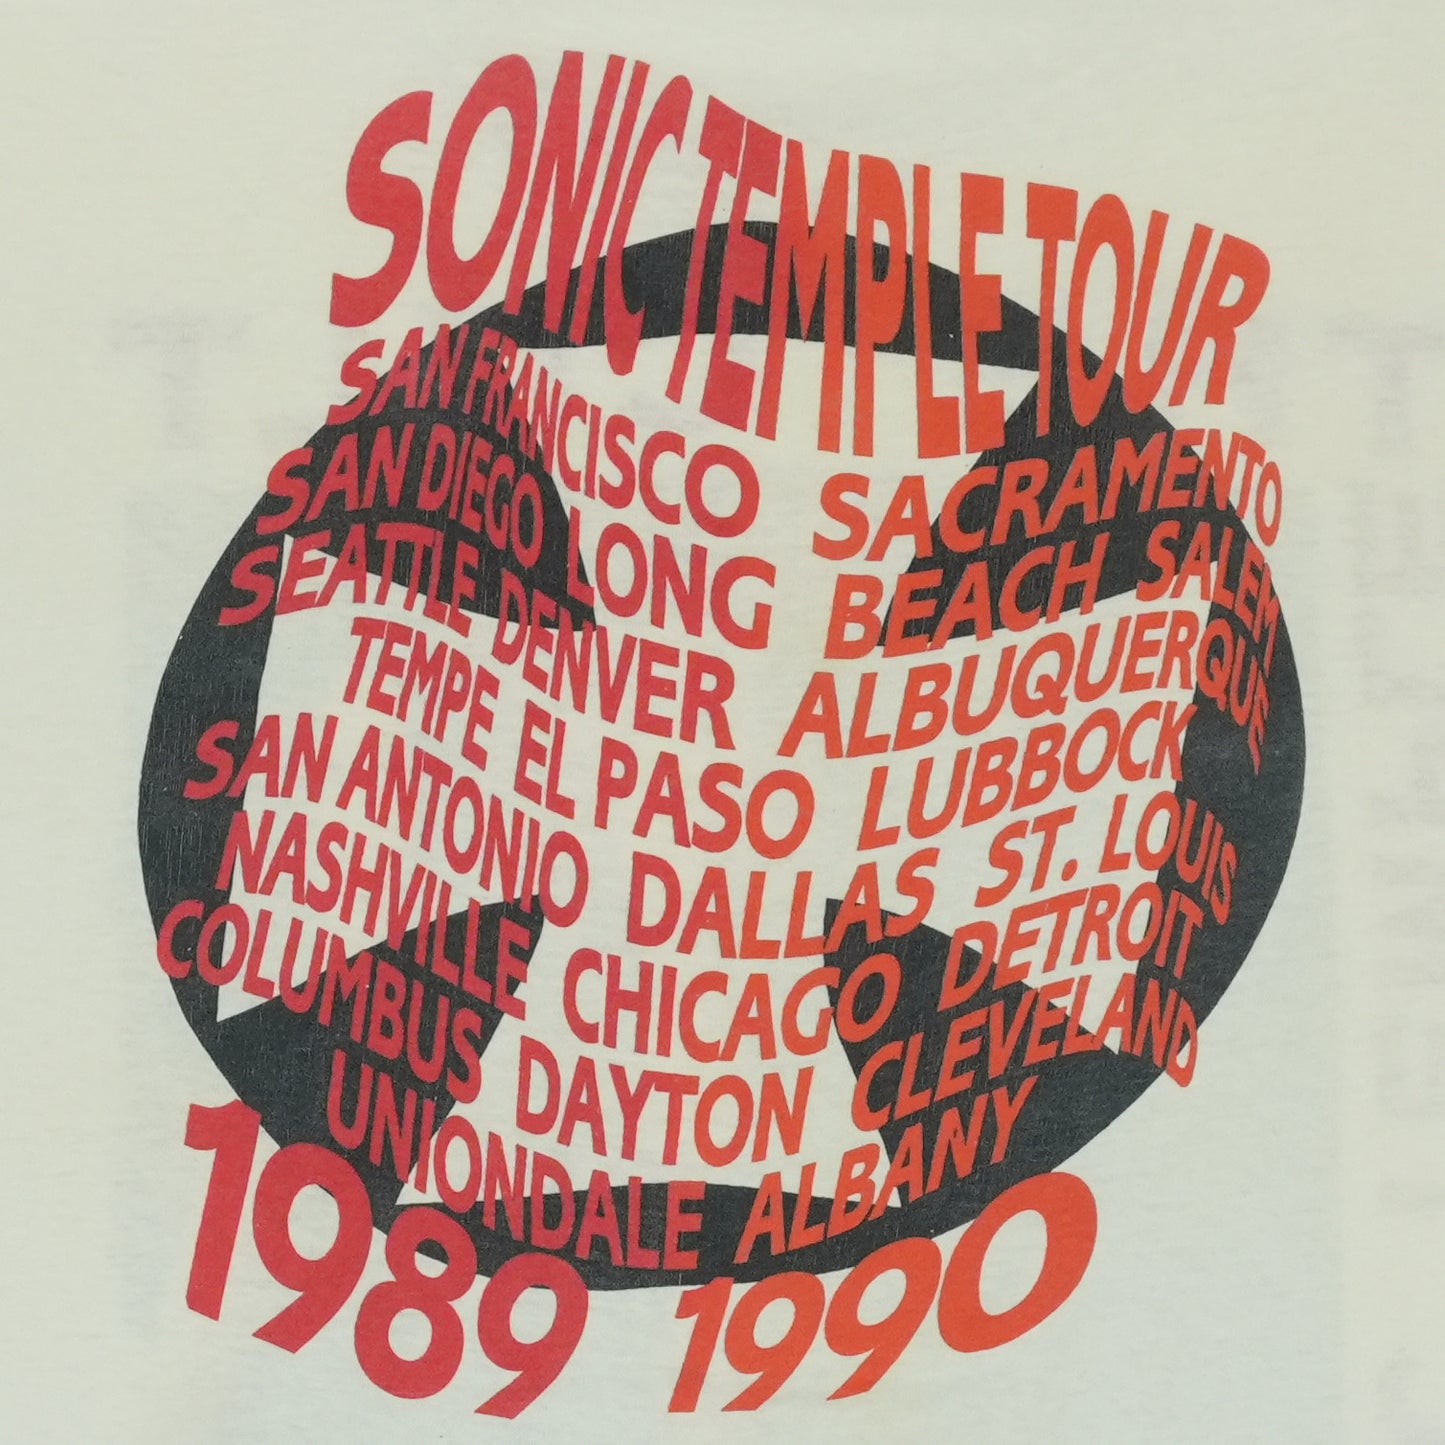 SONIC TEMPLE TOUR
SAN FRANCISCO SACRAMENTO
SAN DIEGO LONG BEACH SALEM
SEATTLE DENVER ALBUQUERQUE
TEMPE EL PASO LUBBOCK
SAN ANTONIO DALLAS ST. LOUIS
NASHVILLE CHICAGO DETROIT
COLUMBUS DAYTON CLEVELAND
UNIONDALE ALBANY
1989 1990